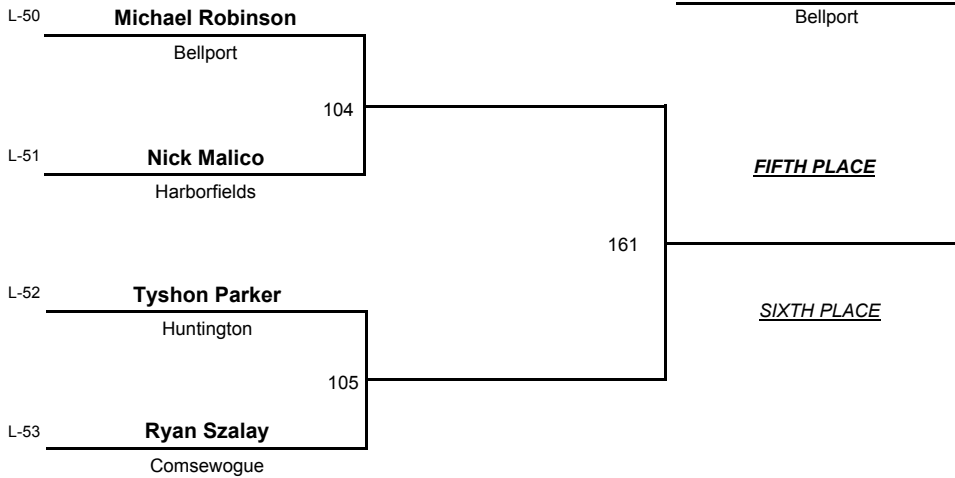 L-50 Michael Robinson
Bellport
Bellport
104
L-51 Nick Malico
Harborfields
FIFTH PLACE
161
L-52 Tyshon Parker
Huntington
SIXTH PLACE
105
L-53 Ryan Szalay
Comsewogue